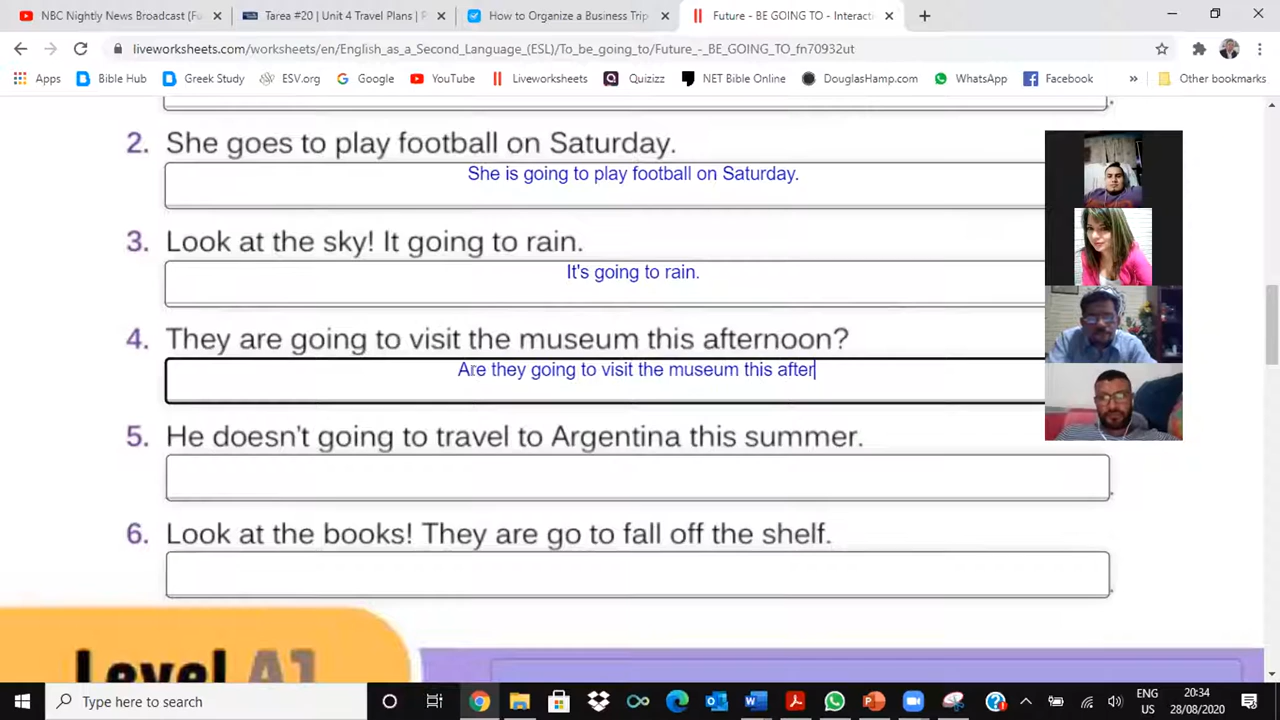 NBC Nightly News Broadcast (Fu
Tarea #20 | Unit 4 Travel Plans | P
How to Organize a Business Trip
Future - BE GOING TO - Interacti
liveworksheets.com/worksheets/en/English_as_a_Second_Language_(ESL)/To_be_going_to/Future_-_BE_GOING_TO_fn70932ut
Apps Bible Hub Greek Study ESV.org Google YouTube Liveworksheets Quizizz NET Bible Online DouglasHamp.com WhatsApp Facebook » Other bookmarks
2. She goes to play football on Saturday.
She is going to play football on Saturday.
3. Look at the sky! It going to rain.
It's going to rain.
4. They are going to visit the museum this afternoon?
Are they going to visit the museum this after
5. He doesn't going to travel to Argentina this summer.
6. Look at the books! They are go to fall off the shelf.
Level A1
Type here to search
ENG 20:34
US 28/08/2020